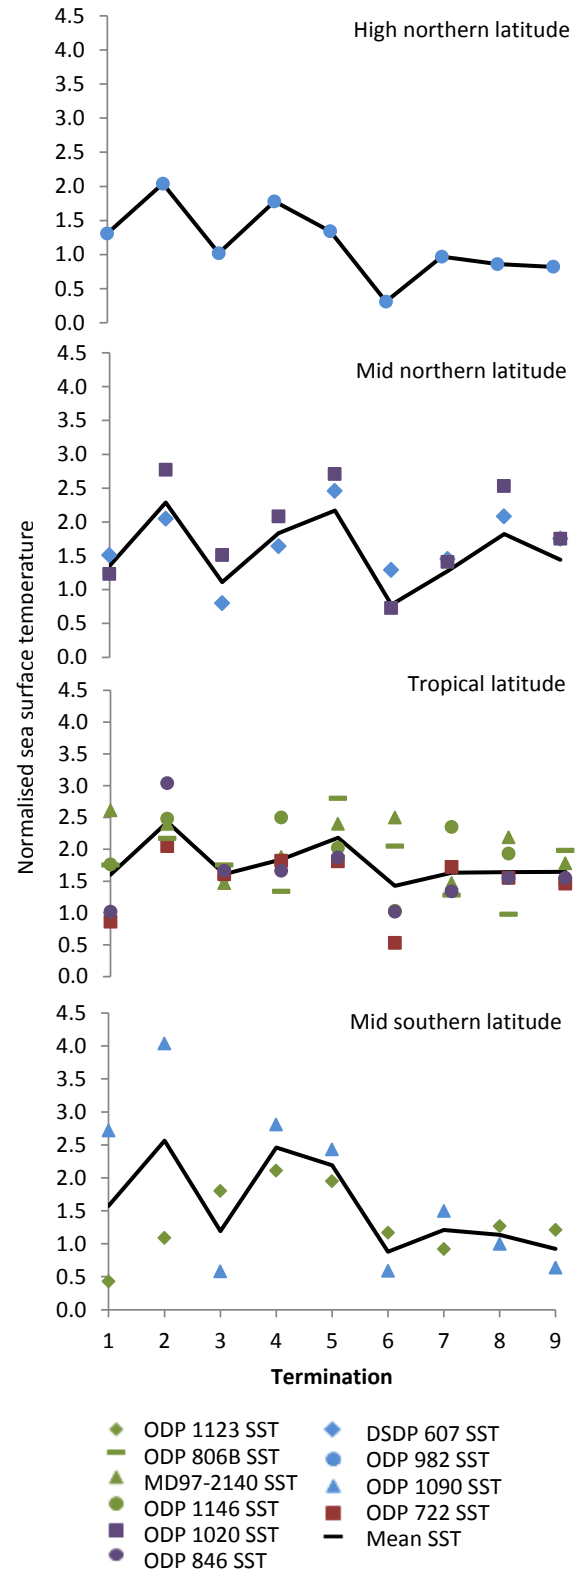 High northern latitude
4.5
4.0
3.5
3.0
2.5
2.0
1.5
1.0
0.5
0.0
Mid northern latitude
4.5
4.0
3.5
3.0
2.5
2.0
1.5
1.0
0.5
0.0
Normalised sea surface temperature
Tropical latitude
4.5
4.0
3.5
3.0
2.5
2.0
1.5
1.0
0.5
0.0
Mid southern latitude
4.5
4.0
3.5
3.0
2.5
2.0
1.5
1.0
0.5
0.0
1 2 3 4 5 6 7 8 9
Termination
ODP 1123 SST
ODP 806B SST
MD97-2140 SST
ODP 1146 SST
ODP 1020 SST
ODP 846 SST
DSDP 607 SST
ODP 982 SST
ODP 1090 SST
ODP 722 SST
Mean SST